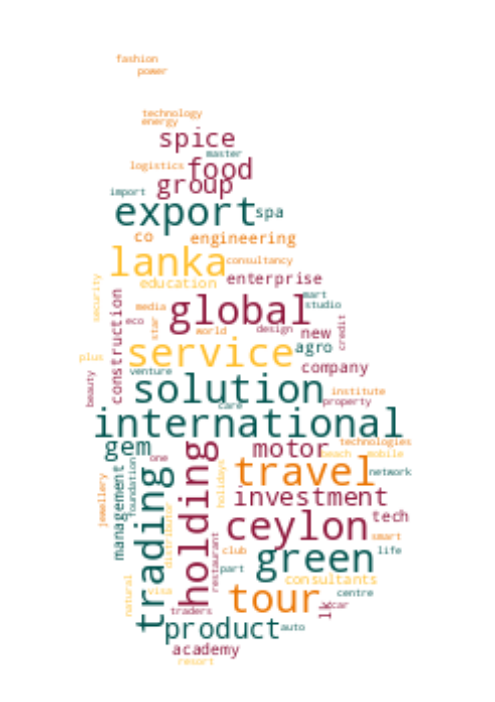 fashion
power
technology
energy
spice
master
logistics food
import group
export spa
co engineering
lanka consultancy
education enterprise
security
construction
media global mart
studio
eco star world design new credit
plus service agro
venture company
beauty solution institute
care property
international
gem motor technologies
one beach mobile
travel network
jewellery management foundation trading distributor holding holidays
investment
ceylon tech
restaurant smart
club green life
part consultants
natural visa tour centre
traders car
product auto
academy
resort